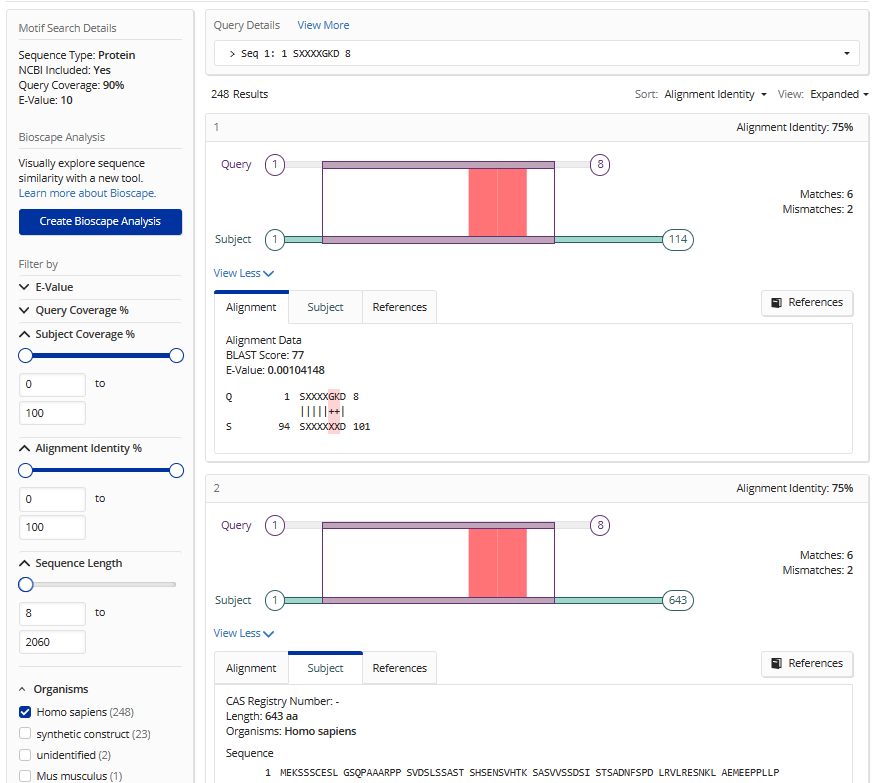 Motif Search Details
Sequence Type: Protein
NCBI Included: Yes
Query Coverage: 90%
E-Value: 10
Bioscape Analysis
Visually explore sequence
similarity with a new tool.
Learn more about Bioscape.
Create Bioscape Analysis
Filter by
E-Value
Query Coverage %
Subject Coverage %
0 to
100
Alignment Identity %
0 to
100
Sequence Length
8 to
2060
Organisms
Homo sapiens (248)
synthetic construct (23)
unidentified (2)
Mus musculus (1)
Query Details View More
> Seq 1: 1 SXXXXGKD 8
248 Results Sort: Alignment Identity View: Expanded
1 Alignment Identity: 75%
Query 1 8
Matches: 6
Mismatches: 2
Subject 1 114
View Less
Alignment Subject References References
Alignment Data
BLAST Score: 77
E-Value: 0.00104148
Q 1 SXXXXGKD 8
|||||++|
S 94 SXXXXXXD 101
2 Alignment Identity: 75%
Query 1 8
Matches: 6
Mismatches: 2
Subject 1 643
View Less
Alignment Subject References References
CAS Registry Number: -
Length: 643 aa
Organisms: Homo sapiens
Sequence
1 MEKSSSCESL GSQPAAARPP SVDSLSSAST SHSENSVHTK SASVVSSDSI STSADNFSPD LRVLRESNKL AEMEEPPLLP